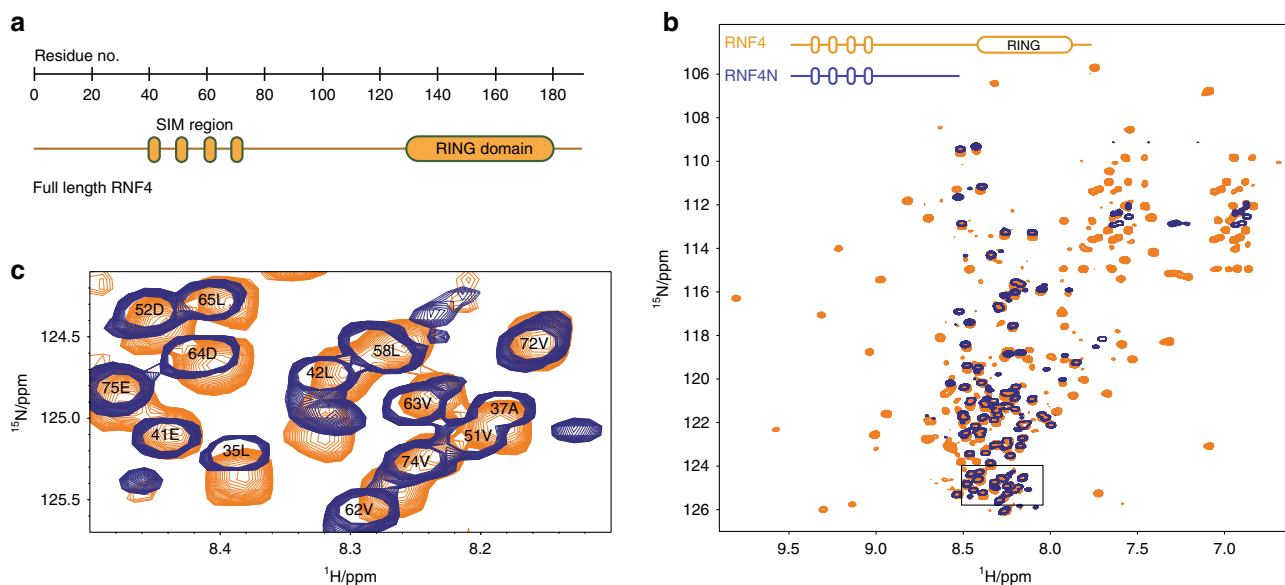 a
Residue no.
0 20 40 60 80 100 120 140 160 180
SIM region
RING domain
Full length RNF4
b
RNF4
RING
RNF4N
106
108
110
112
114
116
118
120
122
124
126
¹⁵N/ppm
9.5 9.0 8.5 8.0 7.5 7.0
¹H/ppm
c
124.5
125.0
125.5
¹⁵N/ppm
52D
65L
64D
75E
41E
35L
42L
58L
72V
63V
37A
51V
74V
62V
8.4 8.3 8.2
¹H/ppm